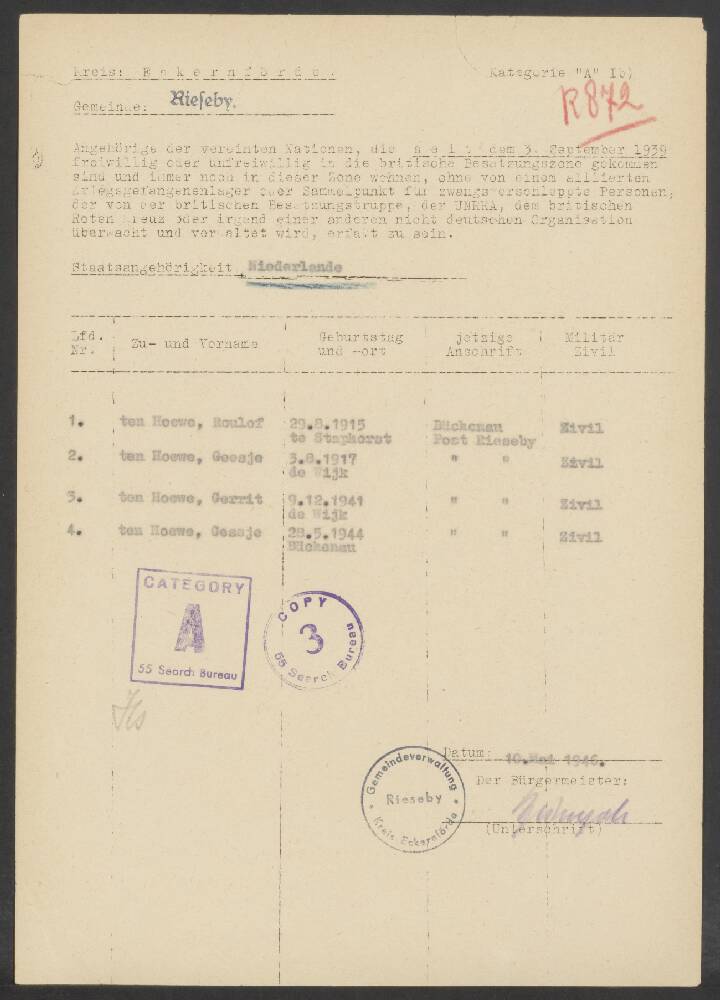 Kreis: E c k e r n f ö r d e.
Kategorie "A" Ib)
R872
Gemeinde: Rieseby.
Angehörige der vereinten Nationen, die s e i t dem 3. September 1939
freiwillig oder unfreiwillig in die britische Besatzungszone gekommen
sind und immer noch in dieser Zone wohnen, ohne von einem alliierten
Kriegsgefangenenlager oder Sammelpunkt für zwangsverschleppte Personen,
der von der britischen Besatzungstruppe, der UNRRA, dem britischen
Roten Kreuz oder irgend einer anderen nicht deutschen Organisation
überwacht und verwaltet wird, erfaßt zu sein.
Staatsangehörigkeit Niederlande
Lfd. Nr. Zu- und Vorname Geburtstag und -ort jetzige Anschrift Militär Zivil
1. ten Hoewe, Roulof 29.8.1915 Bückenau Zivil
te Staphorst Post Rieseby
2. ten Hoewe, Geesje 3.8.1917 " " Zivil
de Wijk
3. ten Hoewe, Gerrit 9.12.1941 " " Zivil
de Wijk
4. ten Hoewe, Gessje 28.5.1944 " " Zivil
Bückenau
CATEGORY
A
55 Search Bureau
COPY
3
55 Search Bureau
Datum: 10. Mai 1946.
Der Bürgermeister:
(Unterschrift)
Gemeindeverwaltung
Rieseby
Kreis Eckernförde